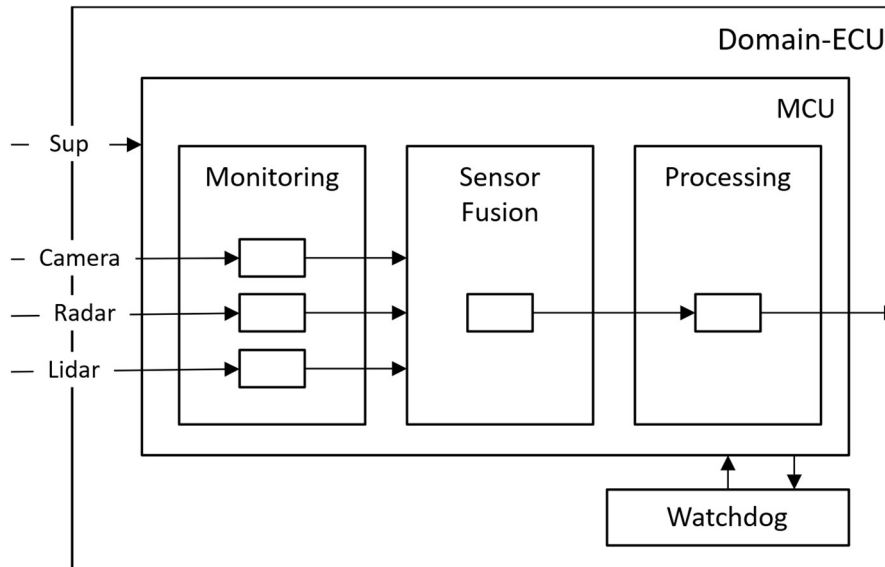 Domain-ECU
MCU
Sup
Monitoring
Sensor
Fusion
Processing
Camera
Radar
Lidar
Watchdog